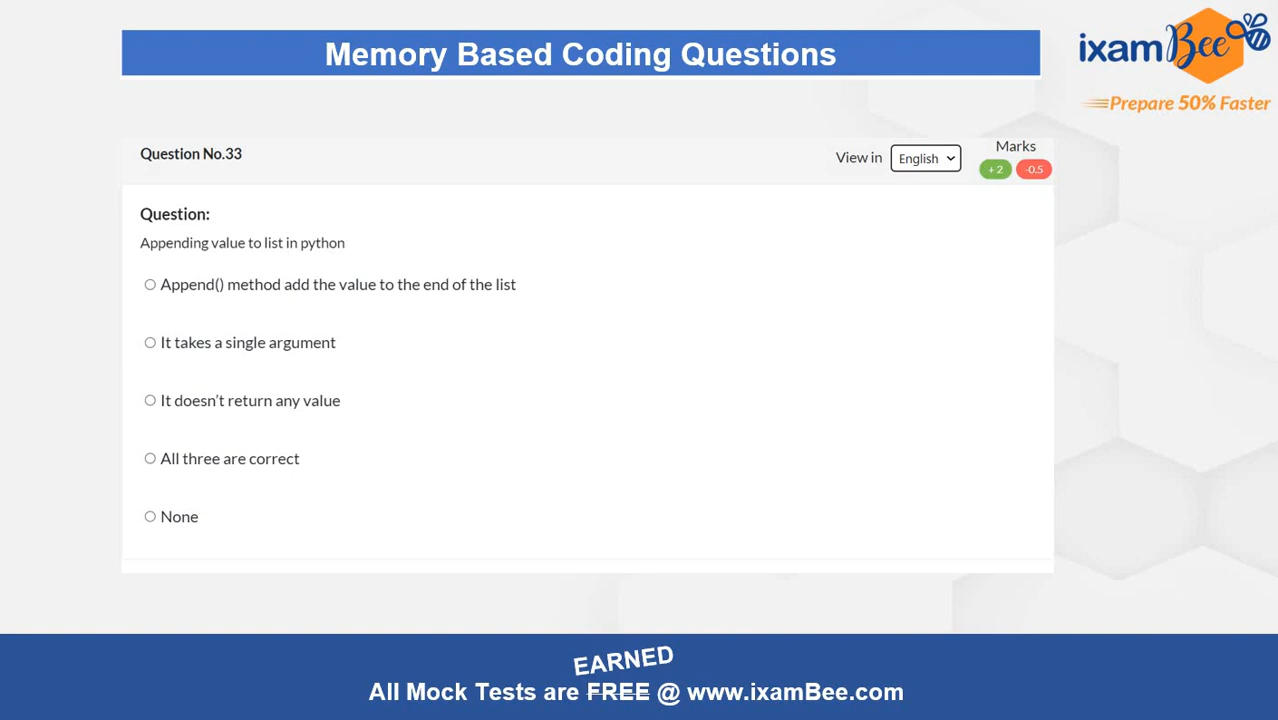 Memory Based Coding Questions
ixamBee
Prepare 50% Faster
Question No.33
View in English
Marks
+ 2 -0.5
Question:
Appending value to list in python
Append() method add the value to the end of the list
It takes a single argument
It doesn't return any value
All three are correct
None
EARNED
All Mock Tests are FREE @ www.ixamBee.com